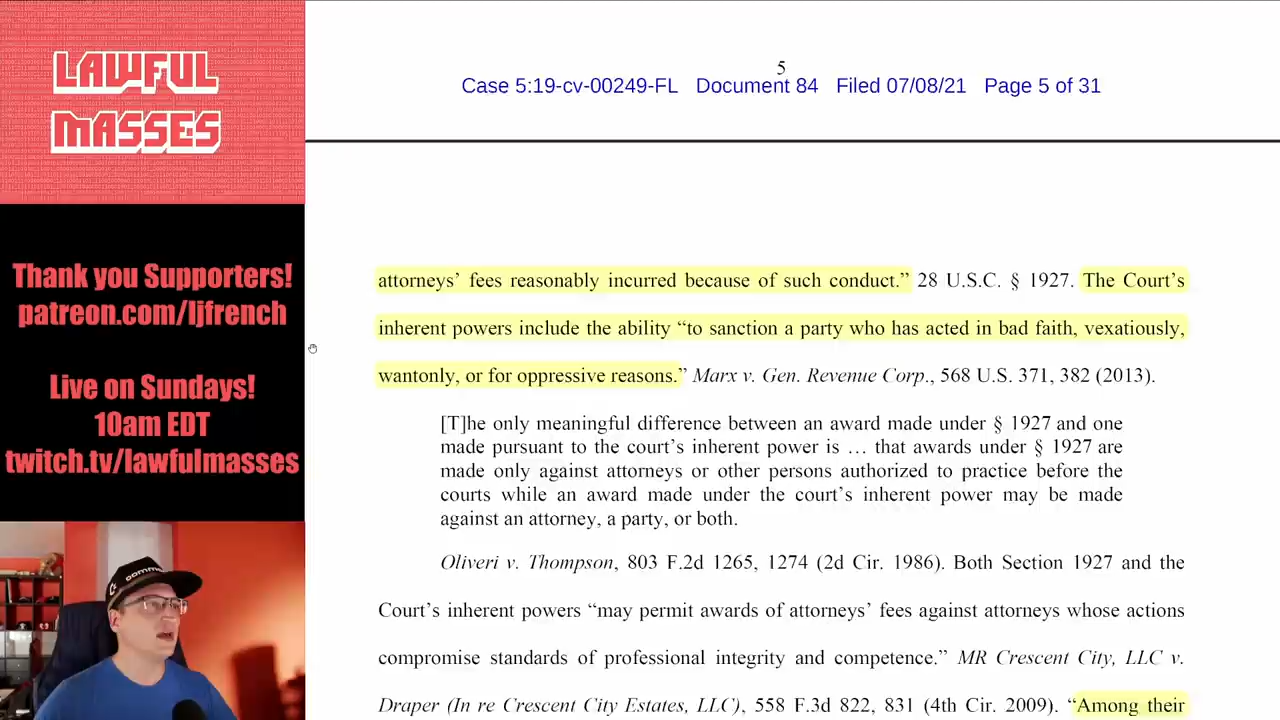 LAWFUL
MASSES
Thank you Supporters!
patreon.com/ljfrench
Live on Sundays!
10am EDT
twitch.tv/lawfulmasses
5
Case 5:19-cv-00249-FL Document 84 Filed 07/08/21 Page 5 of 31
attorneys’ fees reasonably incurred because of such conduct.” 28 U.S.C. § 1927. The Court’s
inherent powers include the ability “to sanction a party who has acted in bad faith, vexatiously,
wantonly, or for oppressive reasons.” Marx v. Gen. Revenue Corp., 568 U.S. 371, 382 (2013).
[T]he only meaningful difference between an award made under § 1927 and one
made pursuant to the court’s inherent power is … that awards under § 1927 are
made only against attorneys or other persons authorized to practice before the
courts while an award made under the court’s inherent power may be made
against an attorney, a party, or both.
Oliveri v. Thompson, 803 F.2d 1265, 1274 (2d Cir. 1986). Both Section 1927 and the
Court’s inherent powers “may permit awards of attorneys’ fees against attorneys whose actions
compromise standards of professional integrity and competence.” MR Crescent City, LLC v.
Draper (In re Crescent City Estates, LLC), 558 F.3d 822, 831 (4th Cir. 2009). “Among their